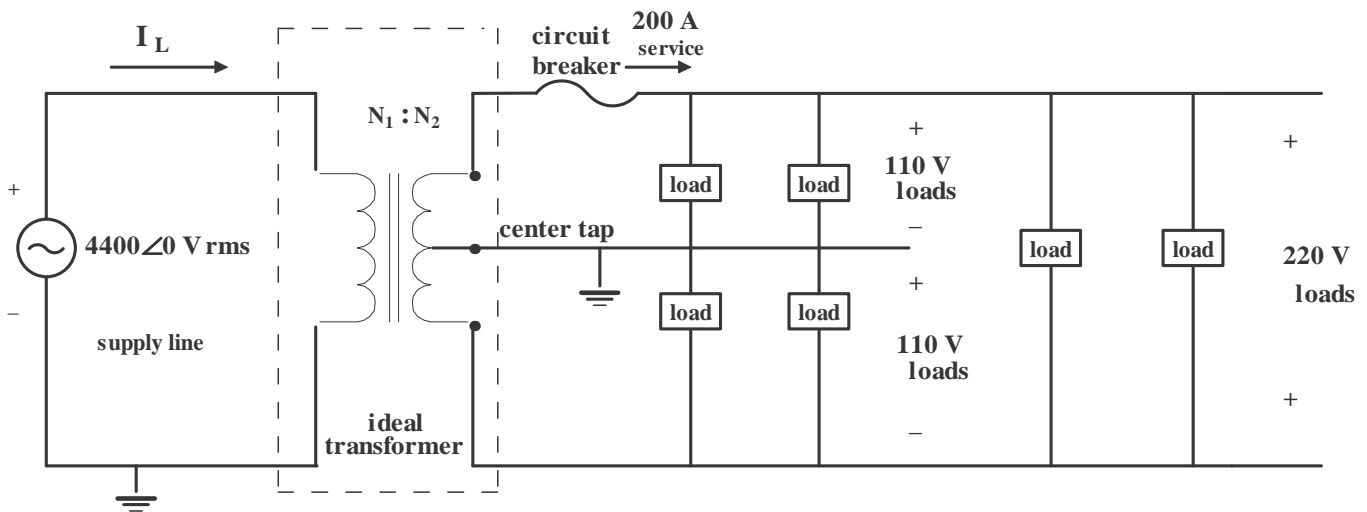 I L
circuit
breaker
200 A
service
N1 : N2
+
110 V
loads
−
load
load
+
4400∠0 V rms
−
center tap
load
load
+
220 V
loads
+
load
load
+
110 V
loads
−
supply line
ideal
transformer